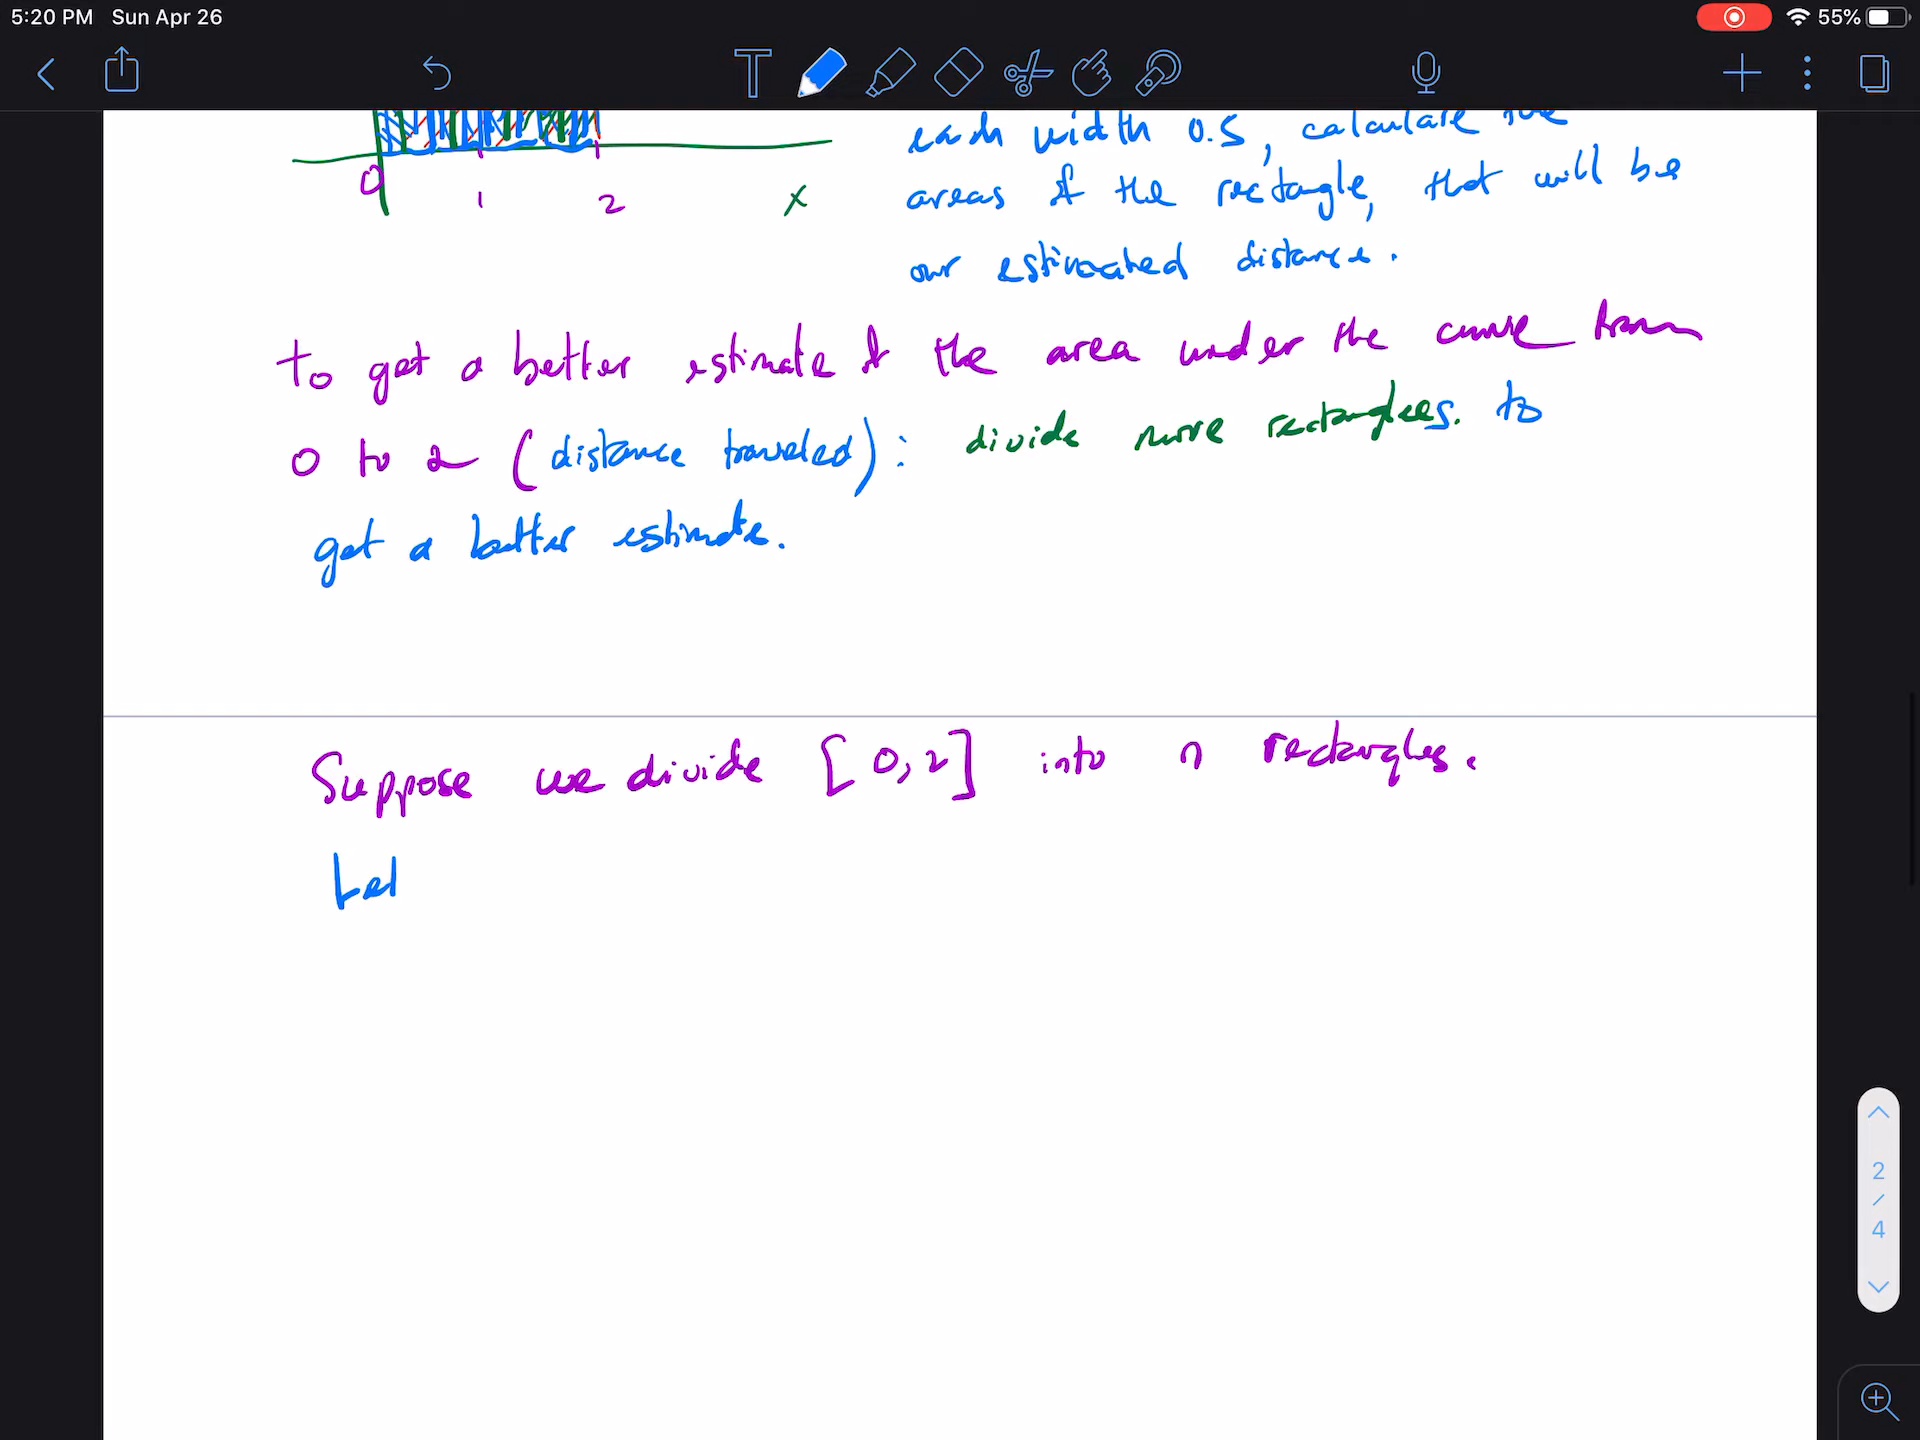 5:20 PM Sun Apr 26
55%
T
each width 0.5, calculate the
areas of the rectangle, that will be
our estimated distance.
0 1 2 x
to get a better estimate of the area under the curve from
0 to 2 (distance traveled): divide more rectanglees. to
get a better estimate.
Suppose we divide [0,2] into n rectangles.
Let
2
/
4